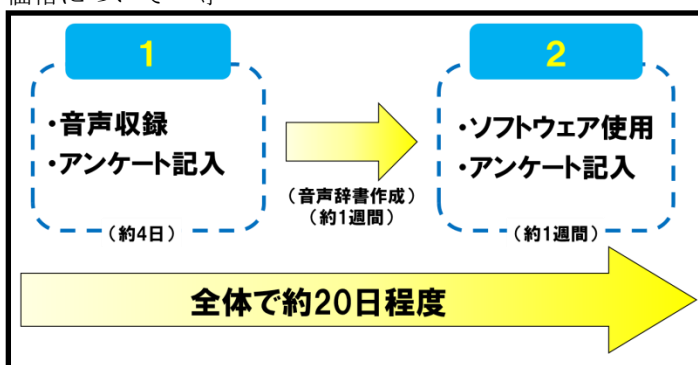 1
・音声収録
・アンケート記入
（約4日）
（音声辞書作成）
（約1週間）
2
・ソフトウェア使用
・アンケート記入
（約1週間）
全体で約20日程度